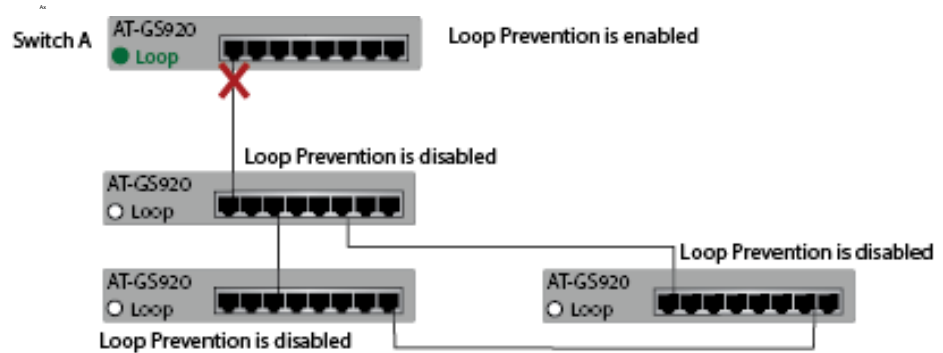 Switch A
AT-GS920
Loop
Loop Prevention is enabled
Loop Prevention is disabled
AT-GS920
Loop
Loop Prevention is disabled
AT-GS920
Loop
AT-GS920
Loop
Loop Prevention is disabled